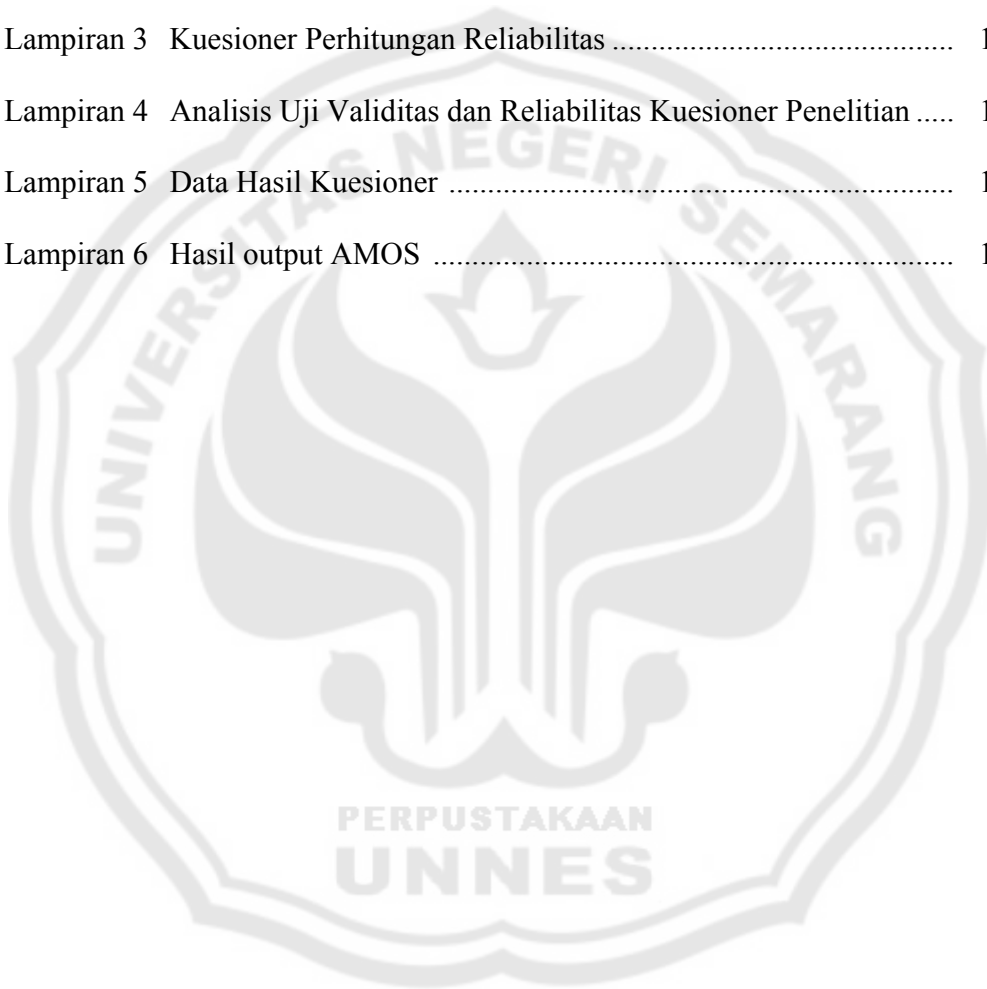 Lampiran 3 Kuesioner Perhitungan Reliabilitas ..................................... 1
Lampiran 4 Analisis Uji Validitas dan Reliabilitas Kuesioner Penelitian ..... 1
Lampiran 5 Data Hasil Kuesioner ....................................................... 1
Lampiran 6 Hasil output AMOS ......................................................... 1
UNIVERSITAS NEGERI SEMARANG
PERPUSTAKAAN
UNNES